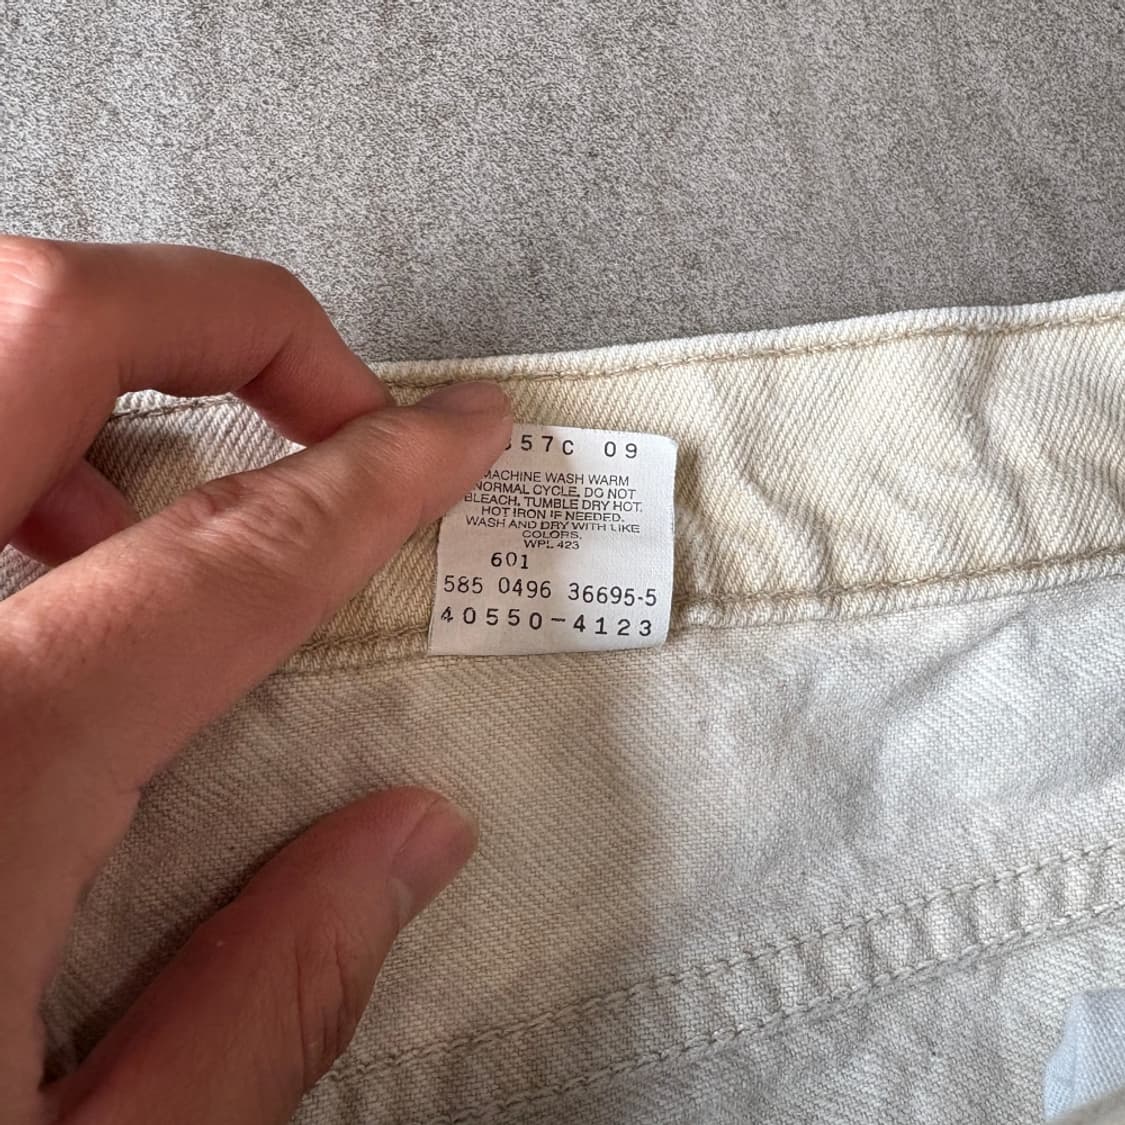 57C 09
MACHINE WASH WARM
NORMAL CYCLE. DO NOT
BLEACH. TUMBLE DRY HOT.
HOT IRON IF NEEDED.
WASH AND DRY WITH LIKE
COLORS.
WPL 423
601
585 0496 36695-5
40550-4123